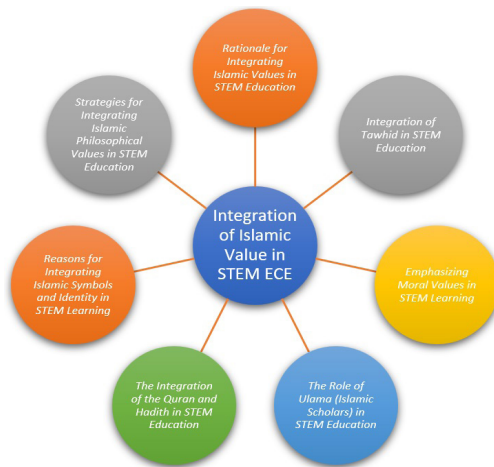 Rationale for
Integrating
Islamic Values in
STEM Education
Strategies for
Integrating
Islamic
Philosophical
Values in STEM
Education
Integration of
Tawhid in STEM
Education
Integration
of Islamic
Value in
STEM ECE
Reasons for
Integrating
Islamic Symbols
and Identity in
STEM Learning
Emphasizing
Moral Values in
STEM Learning
The Integration
of the Quran and
Hadith in STEM
Education
The Role of
Ulama (Islamic
Scholars) in
STEM Education